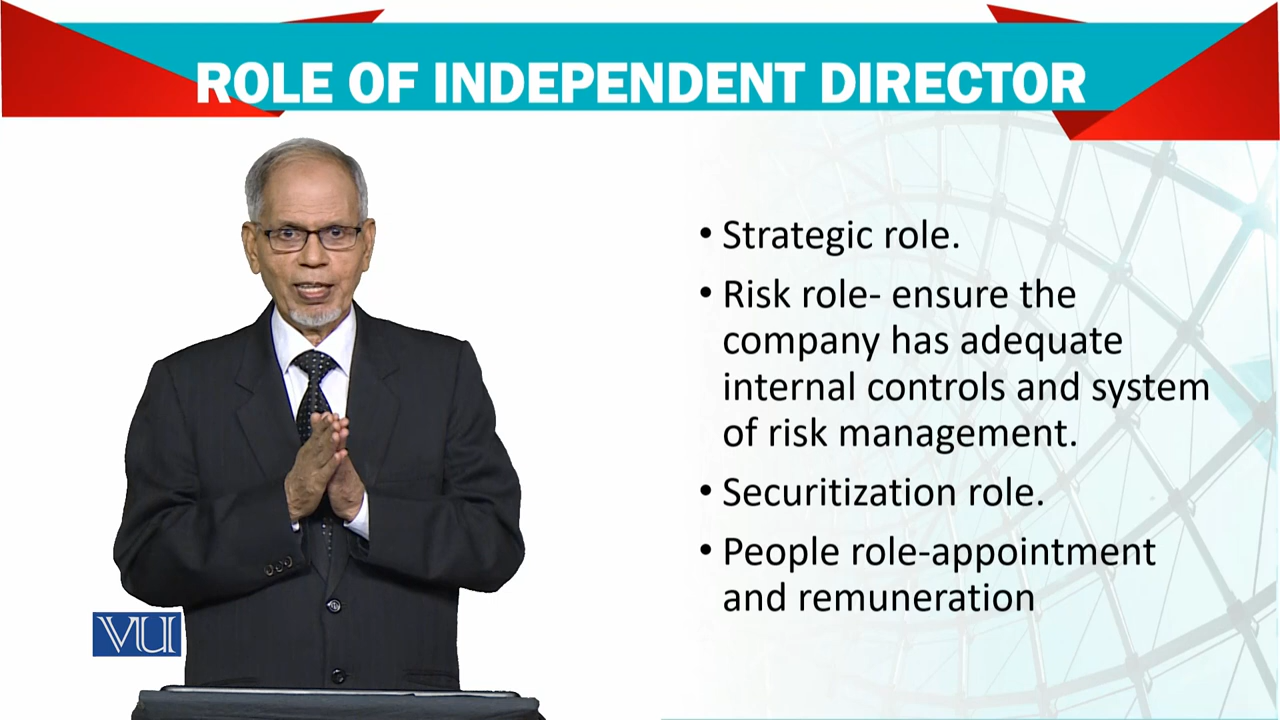 ROLE OF INDEPENDENT DIRECTOR
• Strategic role.
• Risk role- ensure the
company has adequate
internal controls and system
of risk management.
• Securitization role.
• People role-appointment
and remuneration
VU